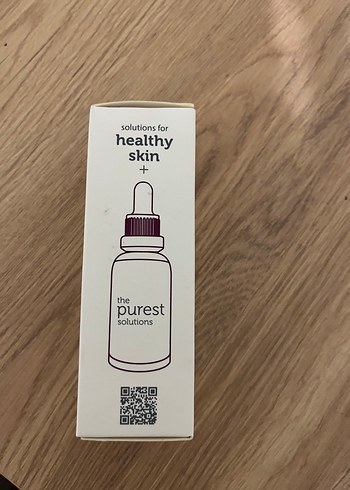 solutions for
healthy
skin
+
the
purest
solutions